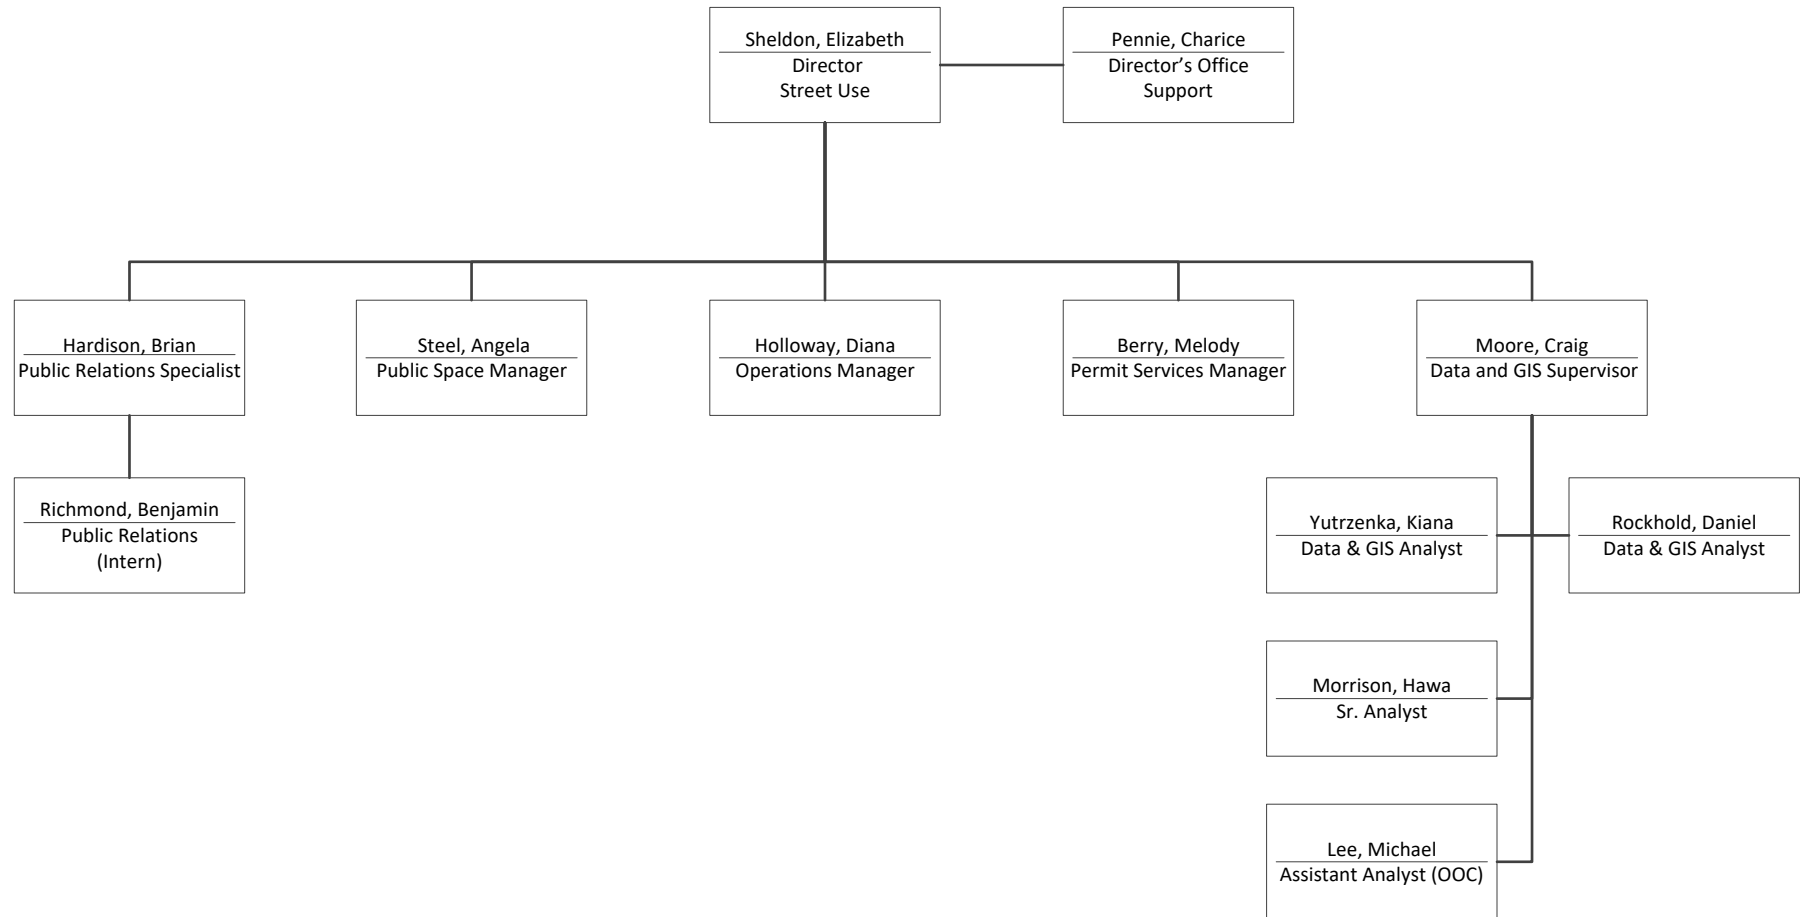 Sheldon, Elizabeth
Director
Street Use
Pennie, Charice
Director’s Office
Support
Hardison, Brian
Public Relations Specialist
Steel, Angela
Public Space Manager
Holloway, Diana
Operations Manager
Berry, Melody
Permit Services Manager
Moore, Craig
Data and GIS Supervisor
Richmond, Benjamin
Public Relations
(Intern)
Yutrzenka, Kiana
Data & GIS Analyst
Rockhold, Daniel
Data & GIS Analyst
Morrison, Hawa
Sr. Analyst
Lee, Michael
Assistant Analyst (OOC)